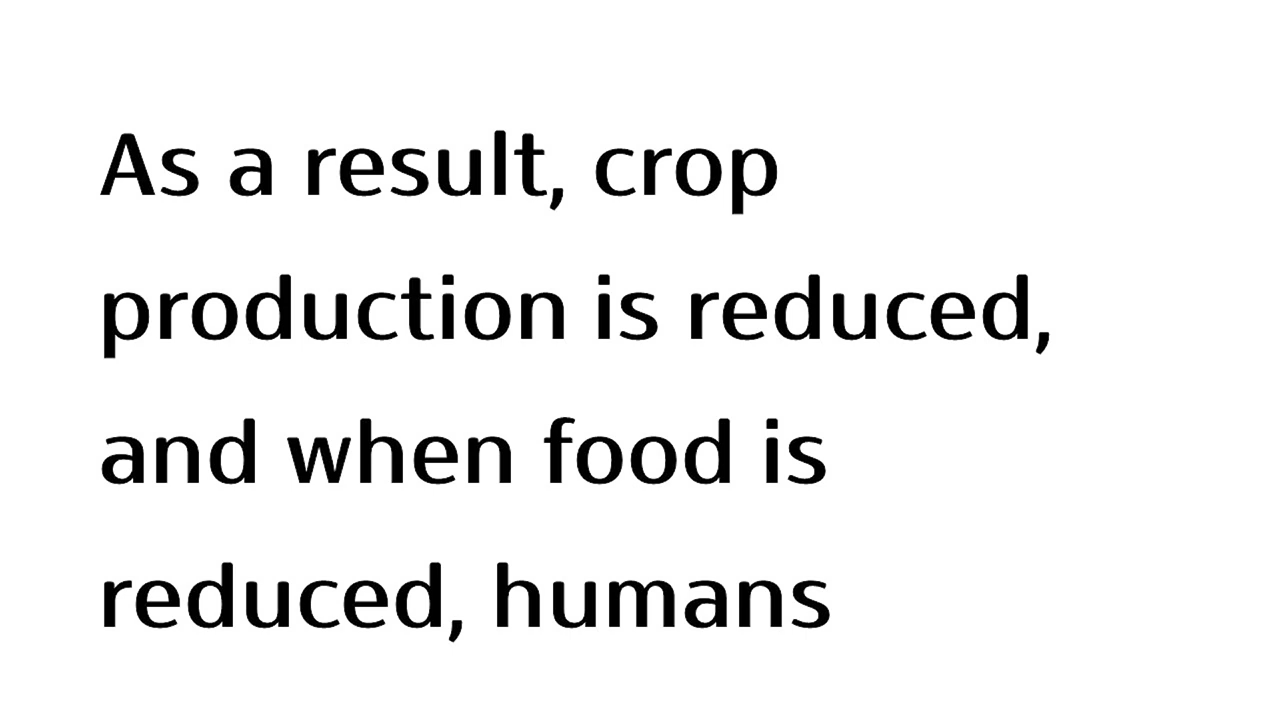 As a result, crop
production is reduced,
and when food is
reduced, humans